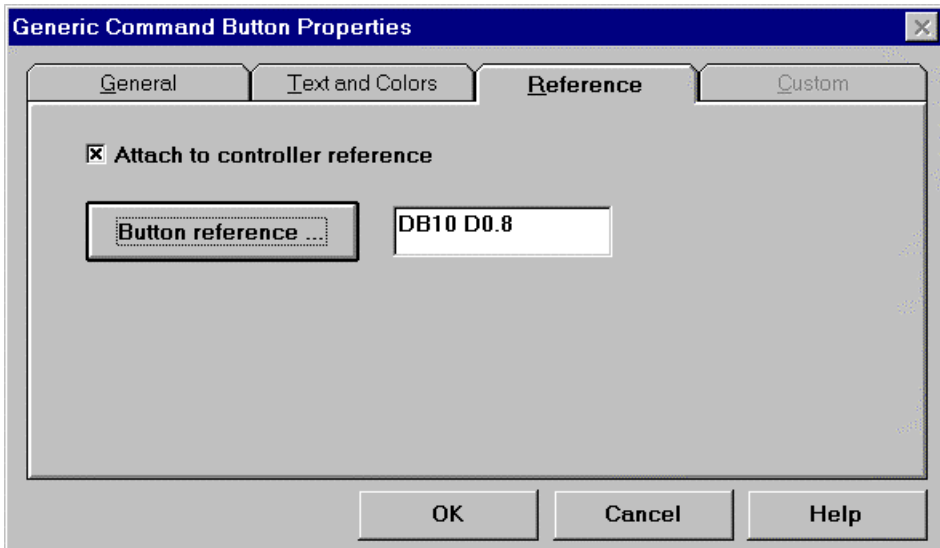 Generic Command Button Properties
General Text and Colors Reference Custom
Attach to controller reference
Button reference ... DB10 D0.8
OK Cancel Help